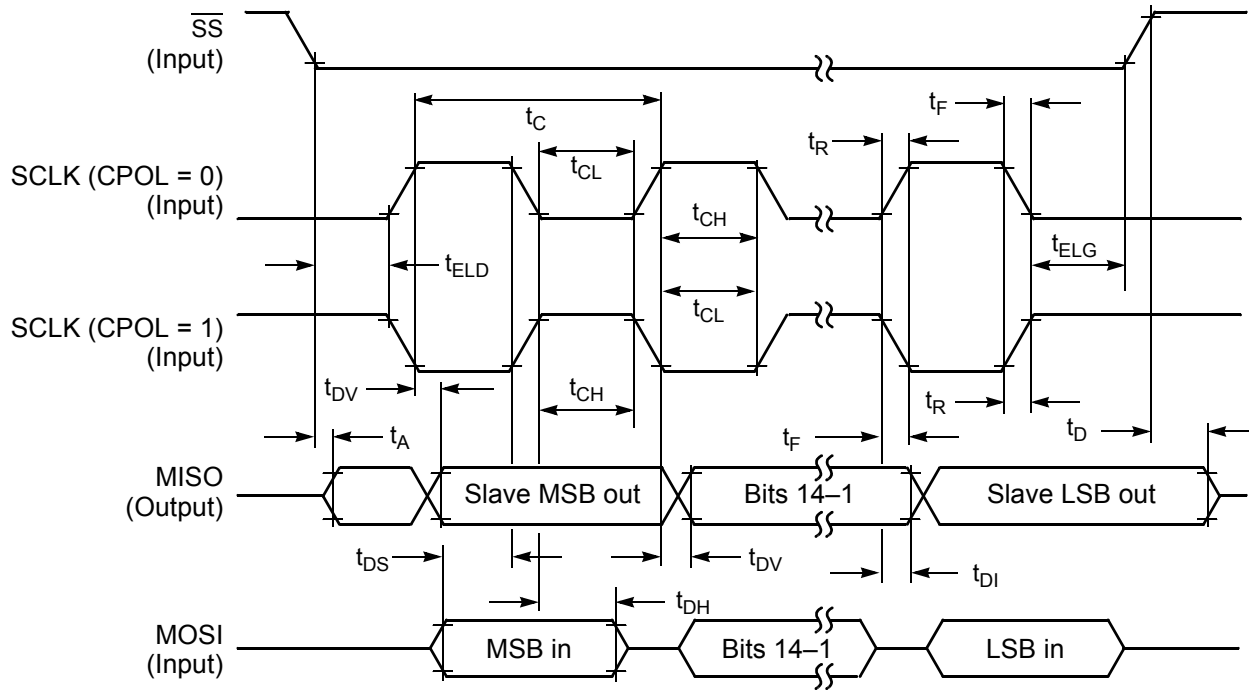 SS
(Input)
t_F
t_C
t_R
t_CL
SCLK (CPOL = 0)
(Input)
t_CH
t_ELG
t_ELD
t_CL
SCLK (CPOL = 1)
(Input)
t_DV
t_CH
t_R
t_A
t_F
t_D
MISO
(Output)
Slave MSB out
Bits 14–1
Slave LSB out
t_DS
t_DV
t_DI
t_DH
MOSI
(Input)
MSB in
Bits 14–1
LSB in